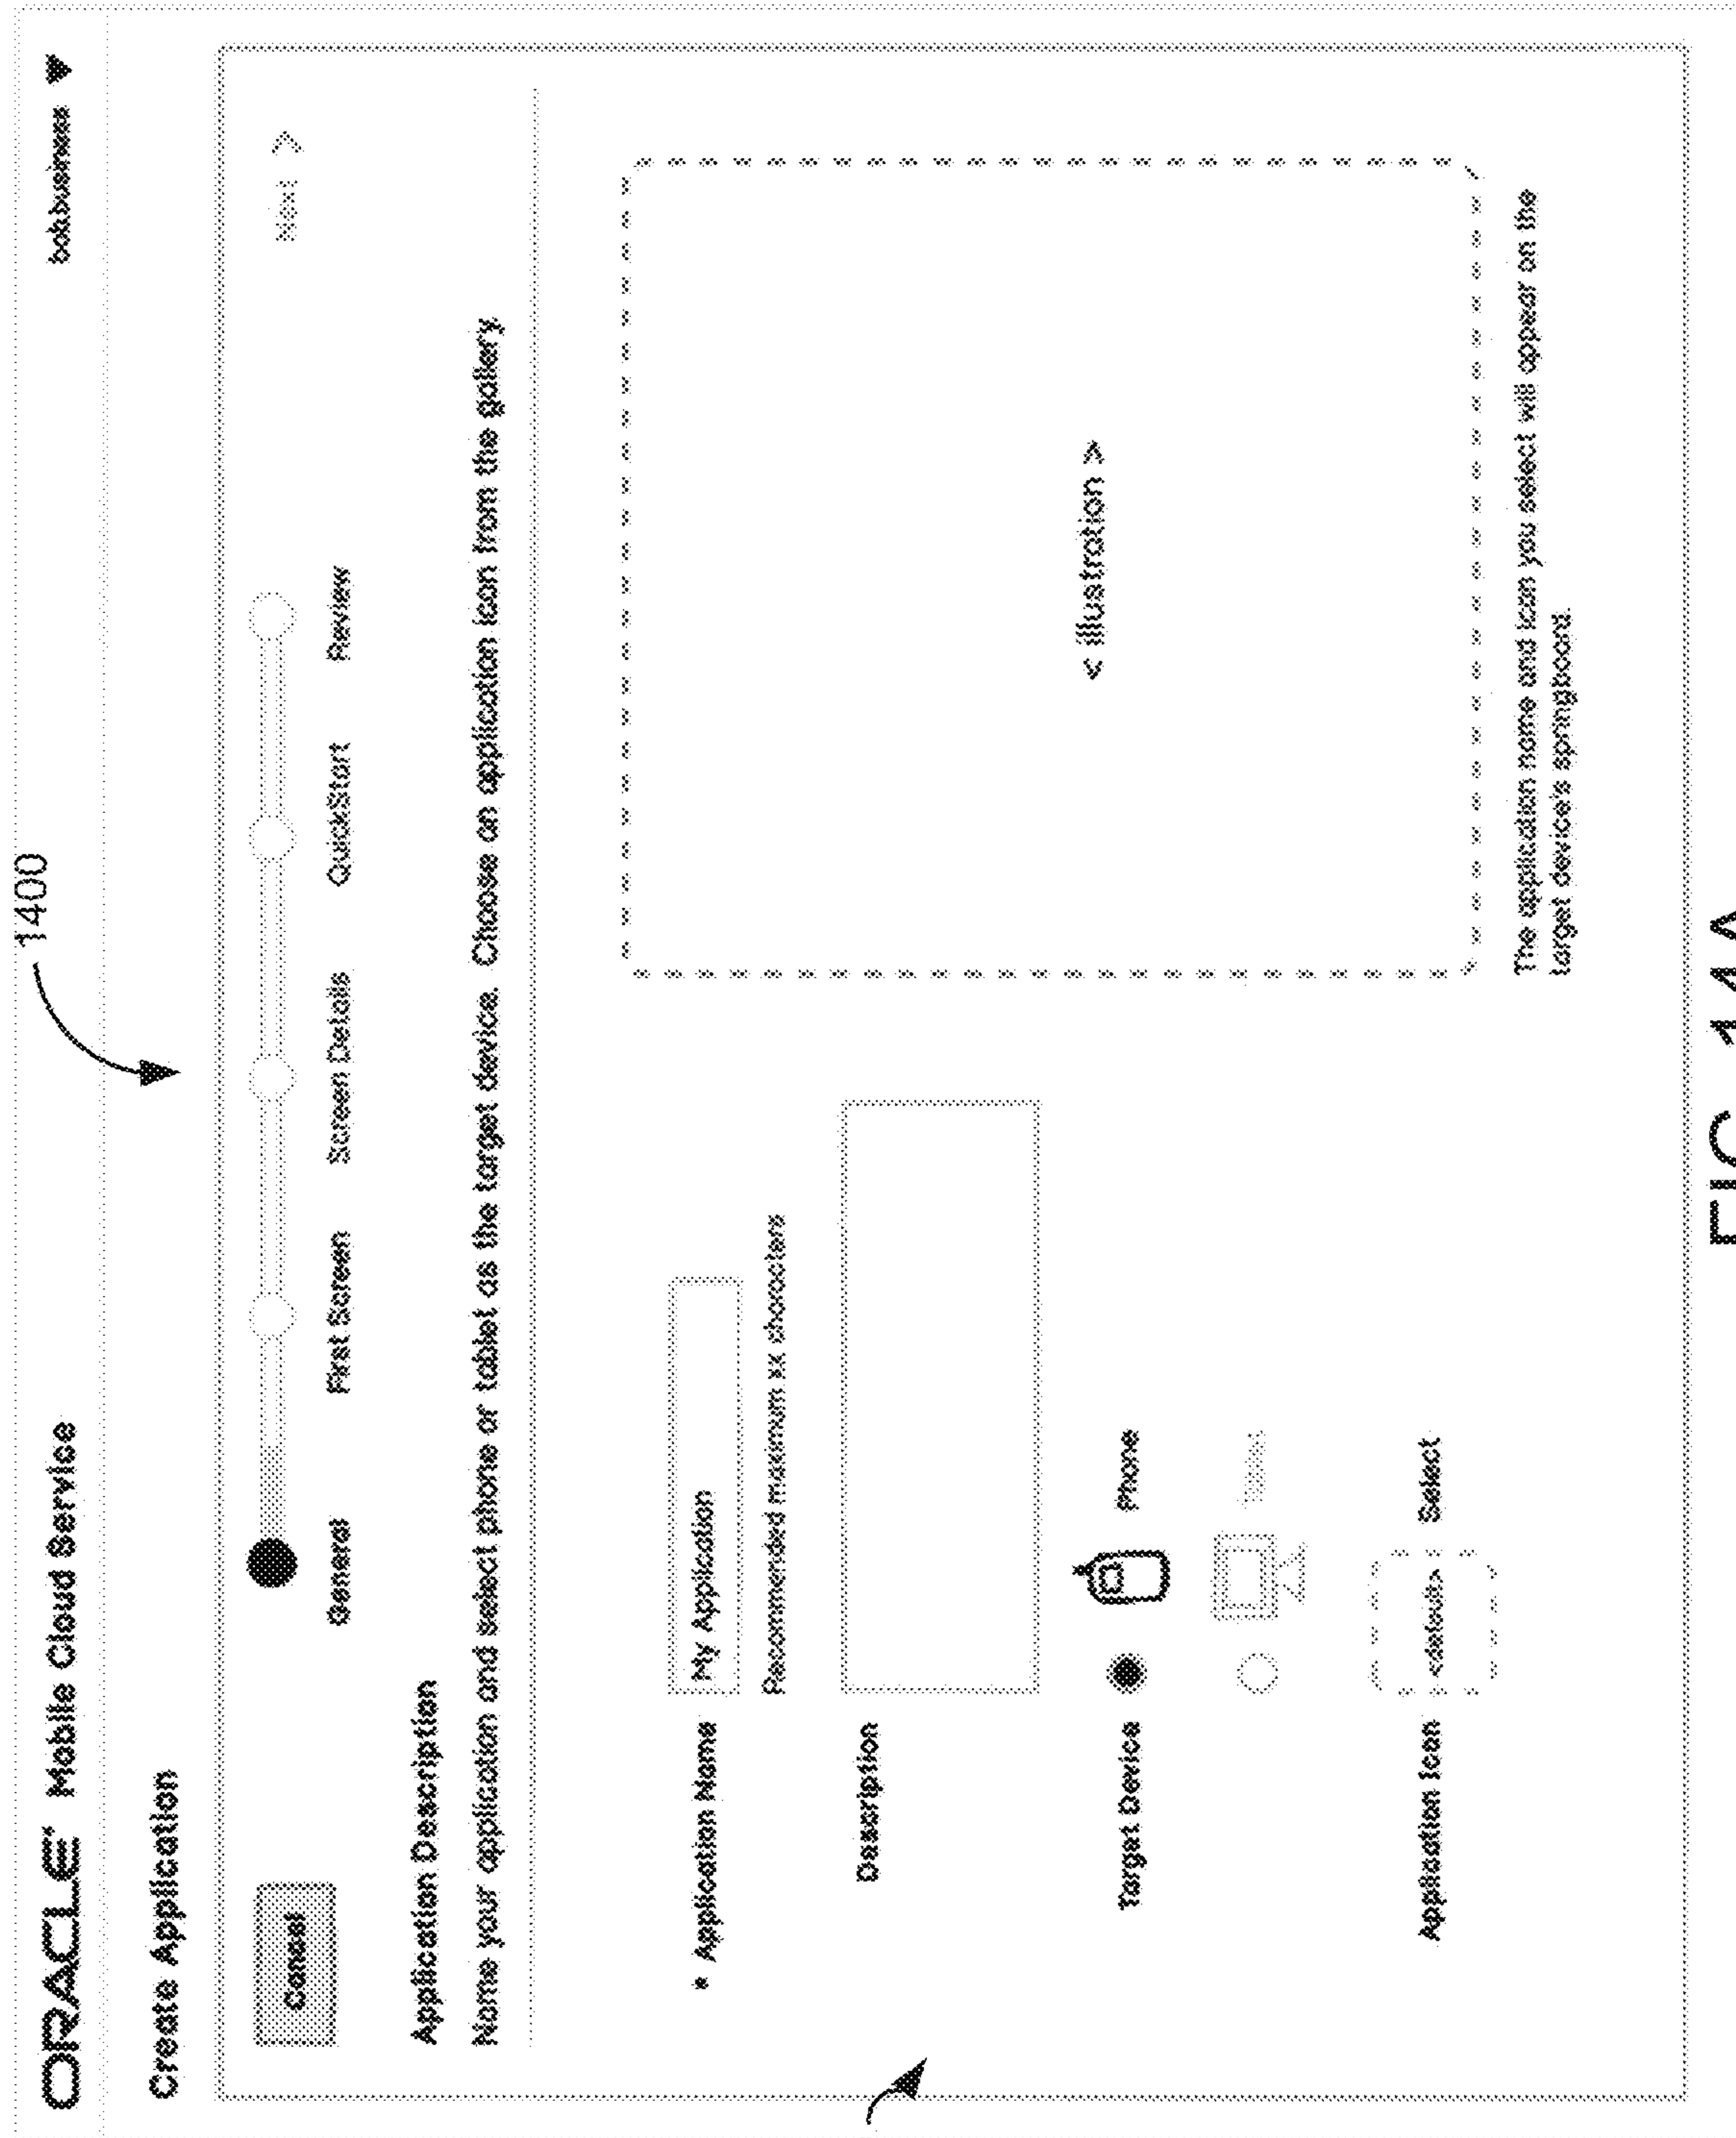 1400
ORACLE Mobile Cloud Service
bobbusiness
Create Application
Cancel
Next >
General
First Screen
Screen Details
QuickStart
Review
Application Description
Name your application and select phone or tablet as the target device. Choose an application icon from the gallery.
* Application Name
My Application
Recommended maximum xx characters
Description
Target Device
Phone
Application Icon
<default>
Select
< illustration >
The application name and icon you select will appear on the
target device's springboard.
FIG. 14A